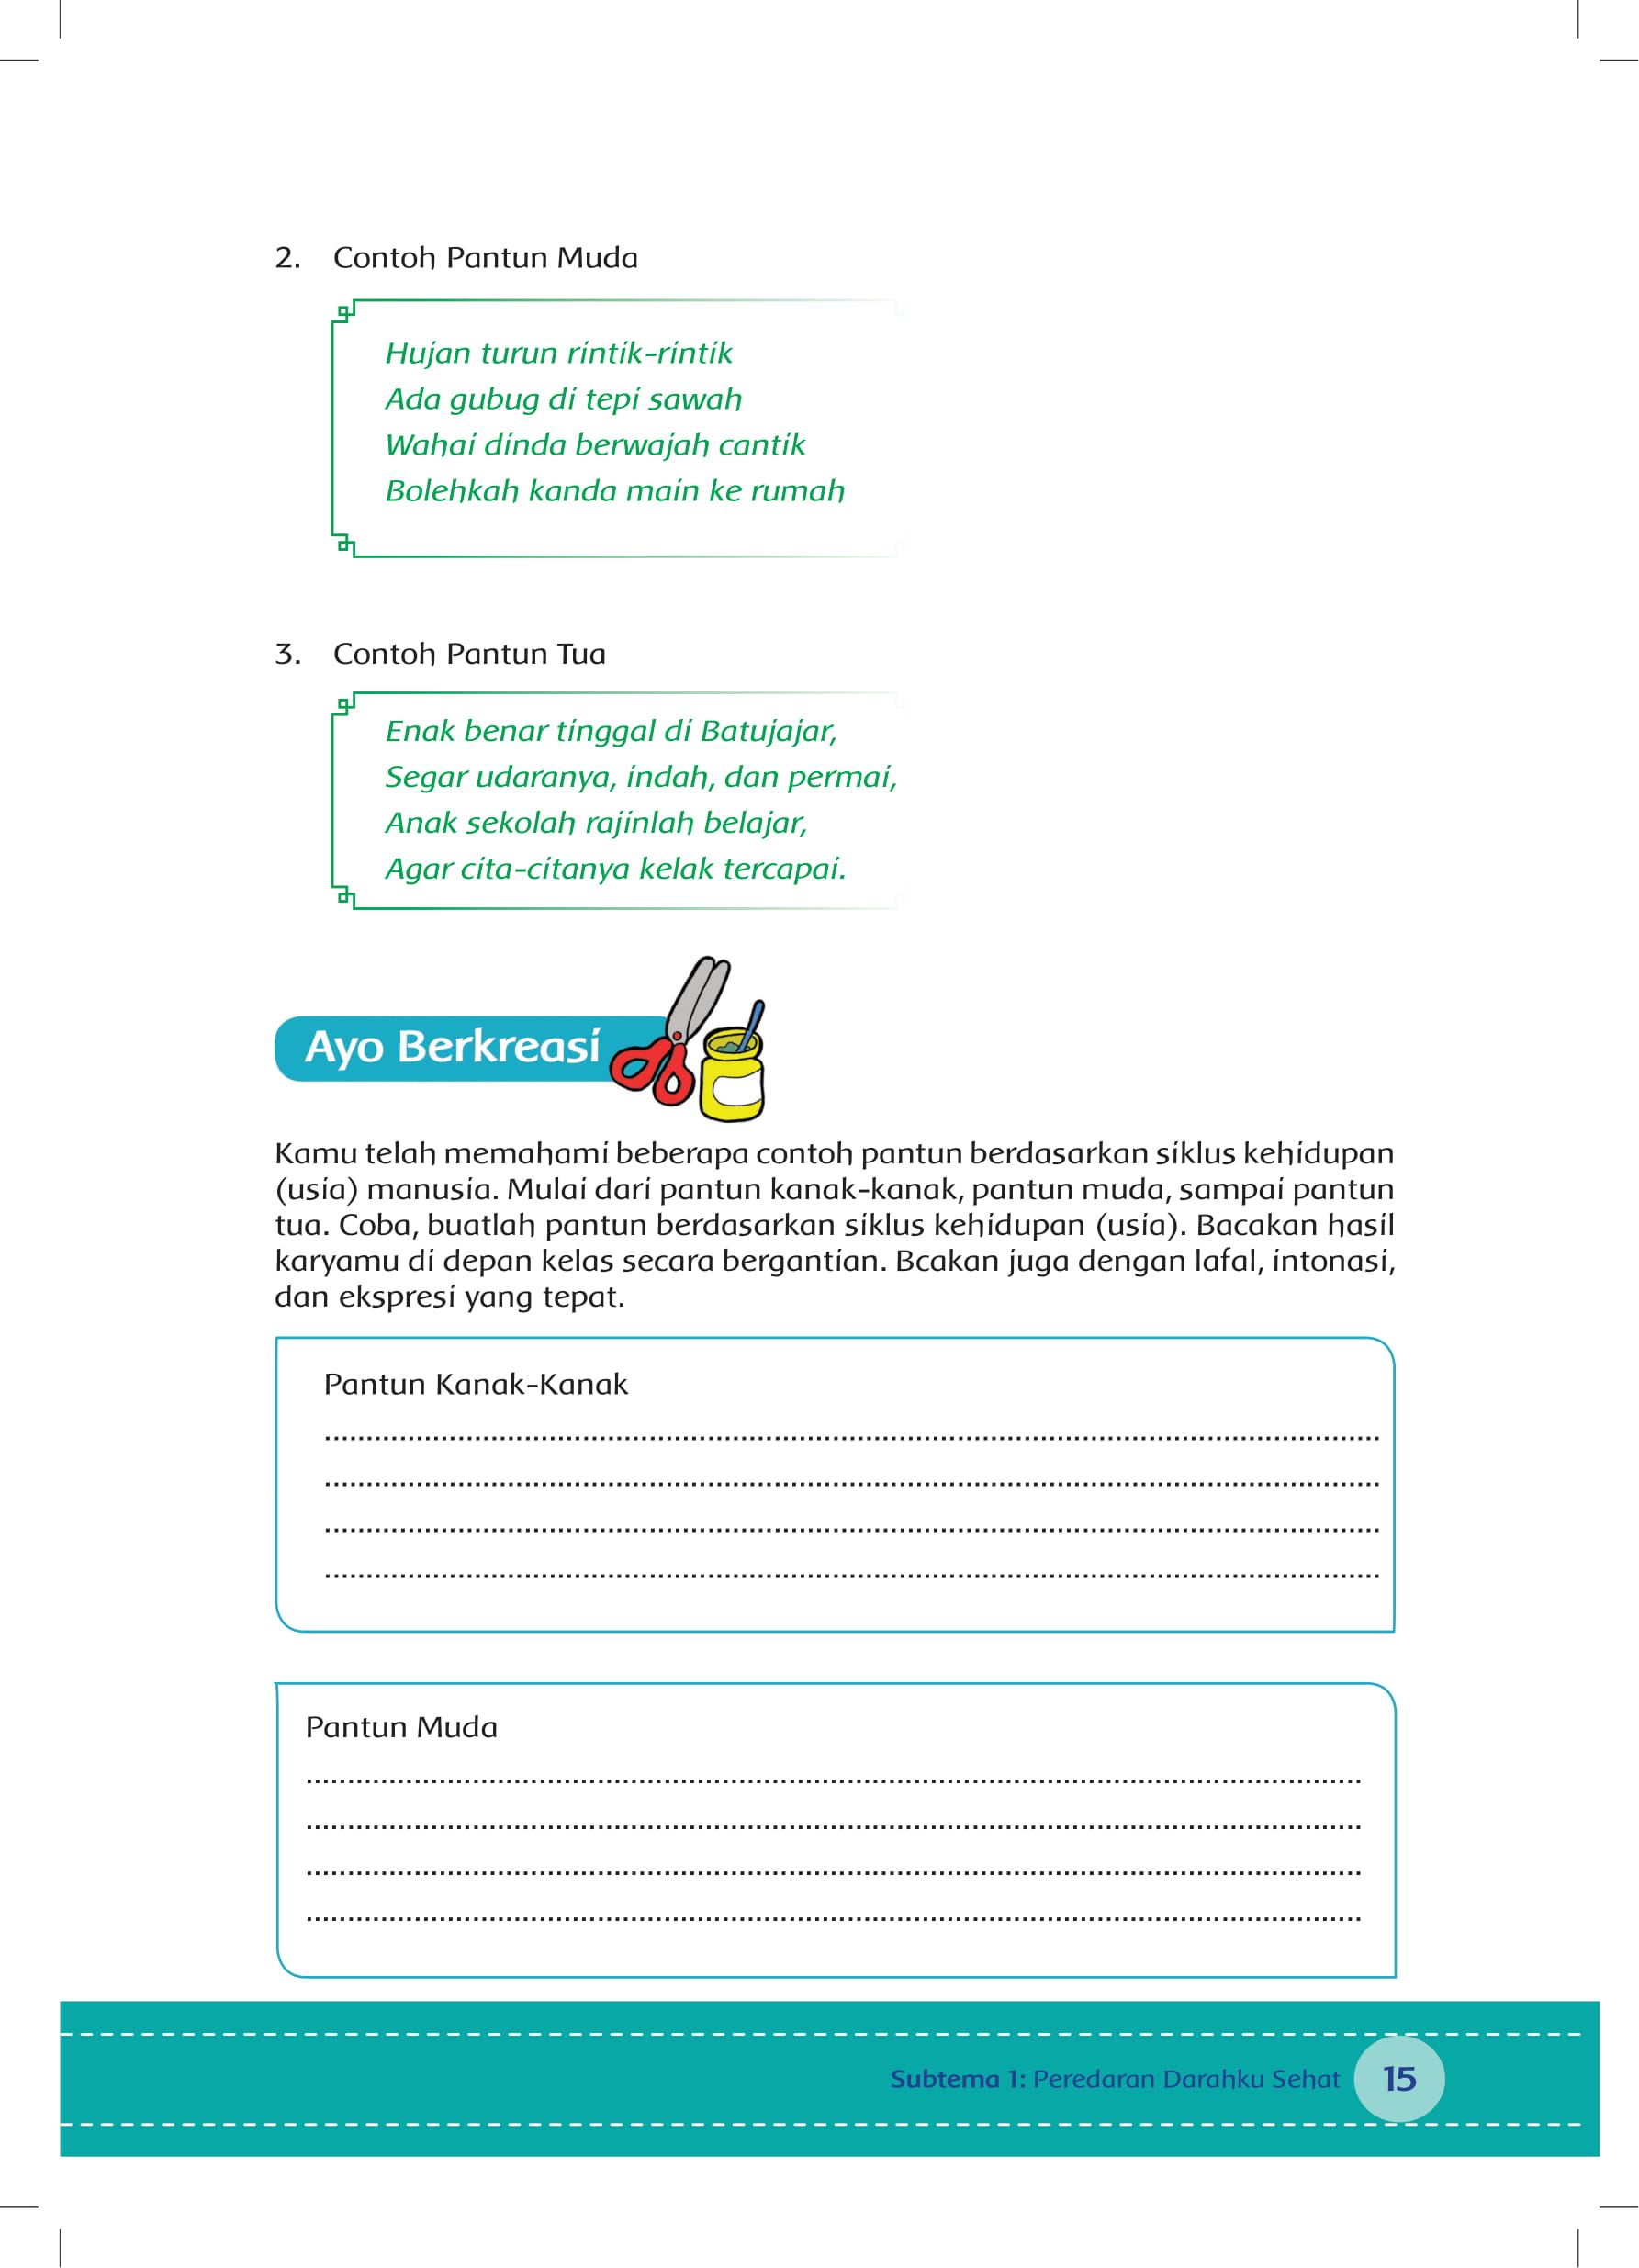 2. Contoh Pantun Muda
Hujan turun rintik-rintik
Ada gubug di tepi sawah
Wahai dinda berwajah cantik
Bolehkah kanda main ke rumah
3. Contoh Pantun Tua
Enak benar tinggal di Batujajar,
Segar udaranya, indah, dan permai,
Anak sekolah rajinlah belajar,
Agar cita-citanya kelak tercapai.
Ayo Berkreasi
Kamu telah memahami beberapa contoh pantun berdasarkan siklus kehidupan
(usia) manusia. Mulai dari pantun kanak-kanak, pantun muda, sampai pantun
tua. Coba, buatlah pantun berdasarkan siklus kehidupan (usia). Bacakan hasil
karyamu di depan kelas secara bergantian. Bcakan juga dengan lafal, intonasi,
dan ekspresi yang tepat.
Pantun Kanak-Kanak
Pantun Muda
Subtema 1: Peredaran Darahku Sehat 15